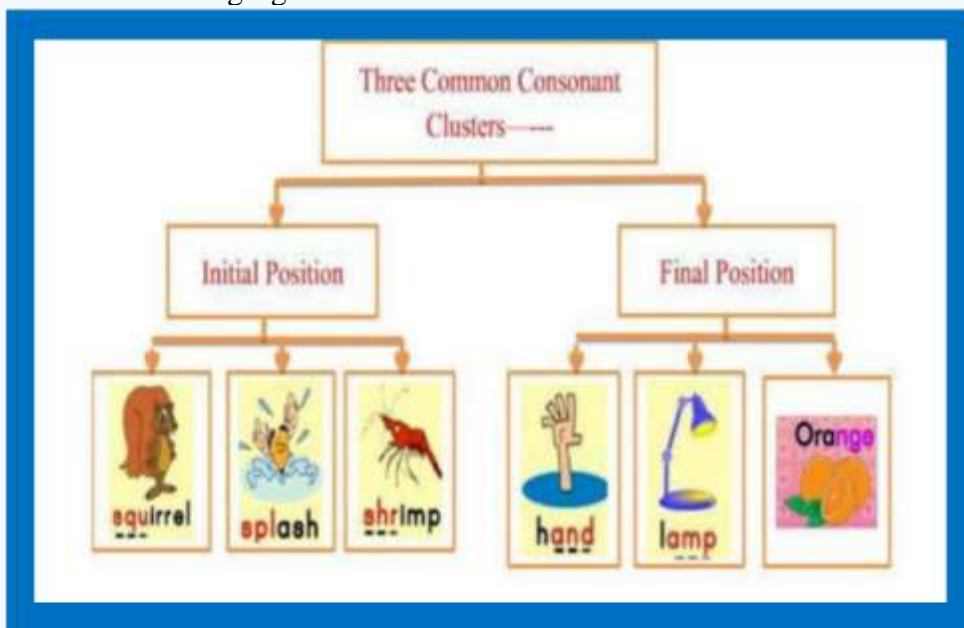 Three Common Consonant
Clusters-----
Initial Position
Final Position
squirrel
splash
shrimp
hand
lamp
Orange